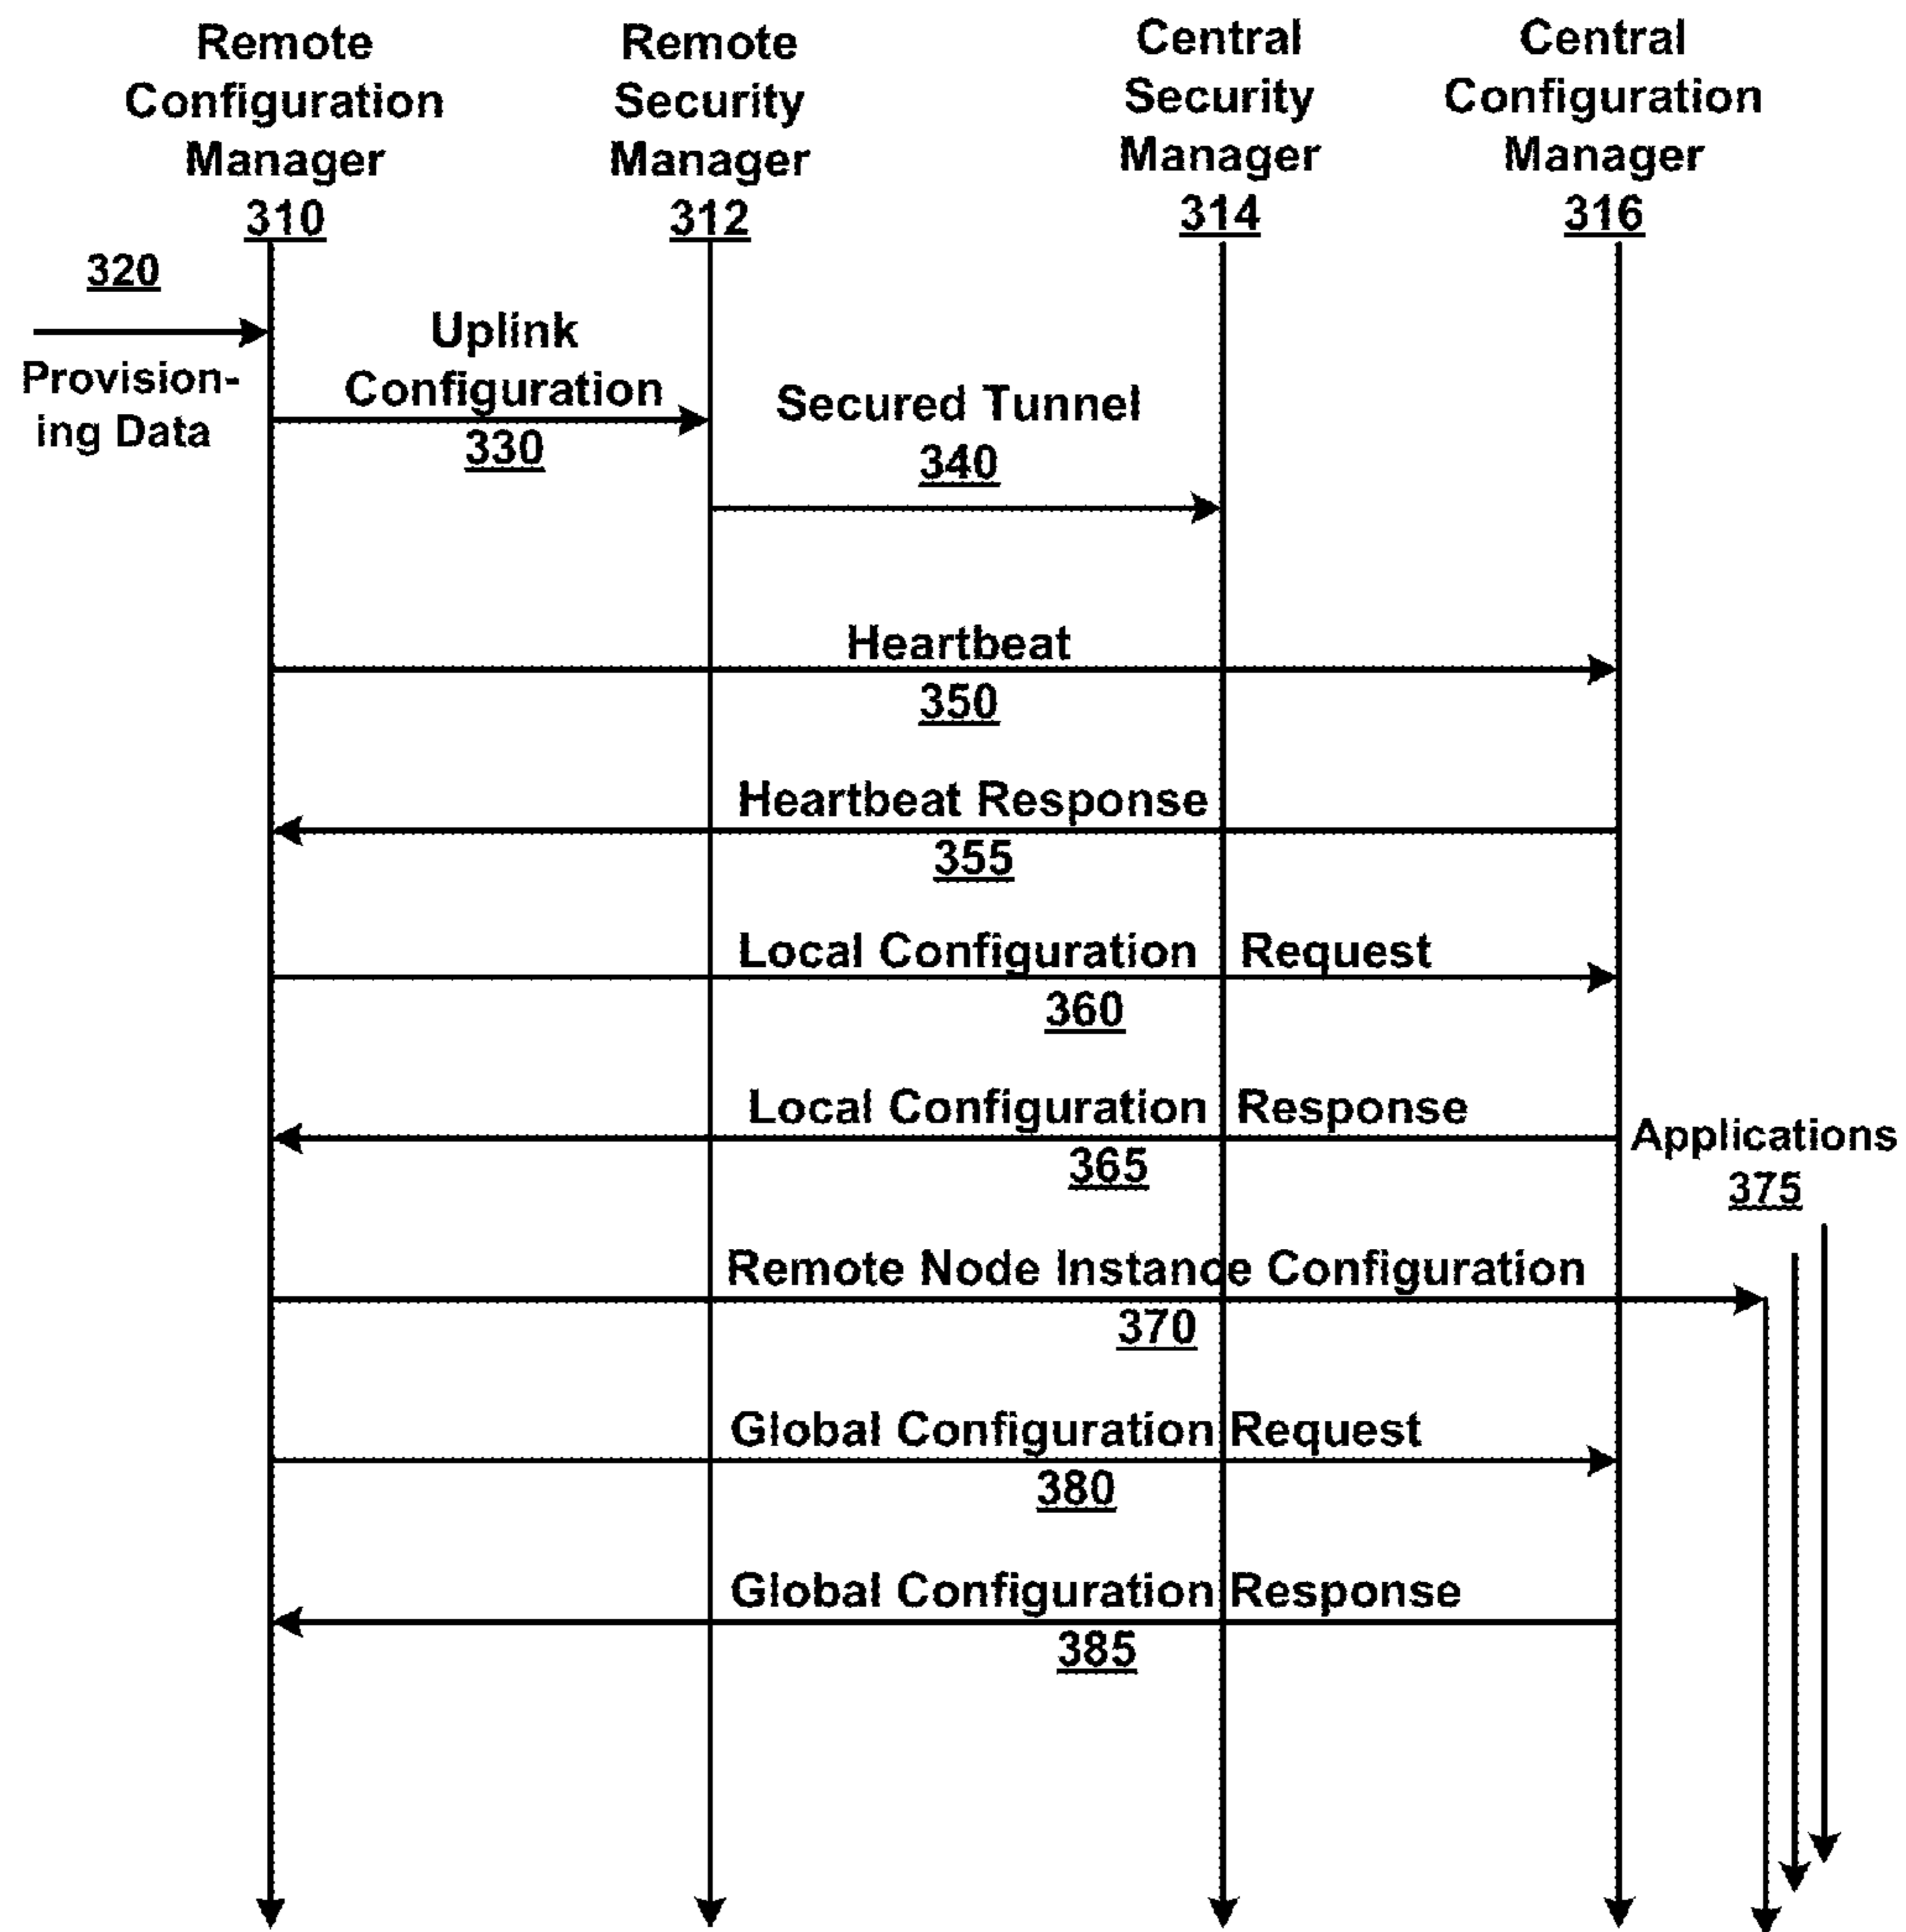 Remote
Configuration
Manager
310
Remote
Security
Manager
312
Central
Security
Manager
314
Central
Configuration
Manager
316
320
Provision-
ing Data
Uplink
Configuration
330
Secured Tunnel
340
Heartbeat
350
Heartbeat Response
355
Local Configuration Request
360
Local Configuration Response
365
Applications
375
Remote Node Instance Configuration
370
Global Configuration Request
380
Global Configuration Response
385